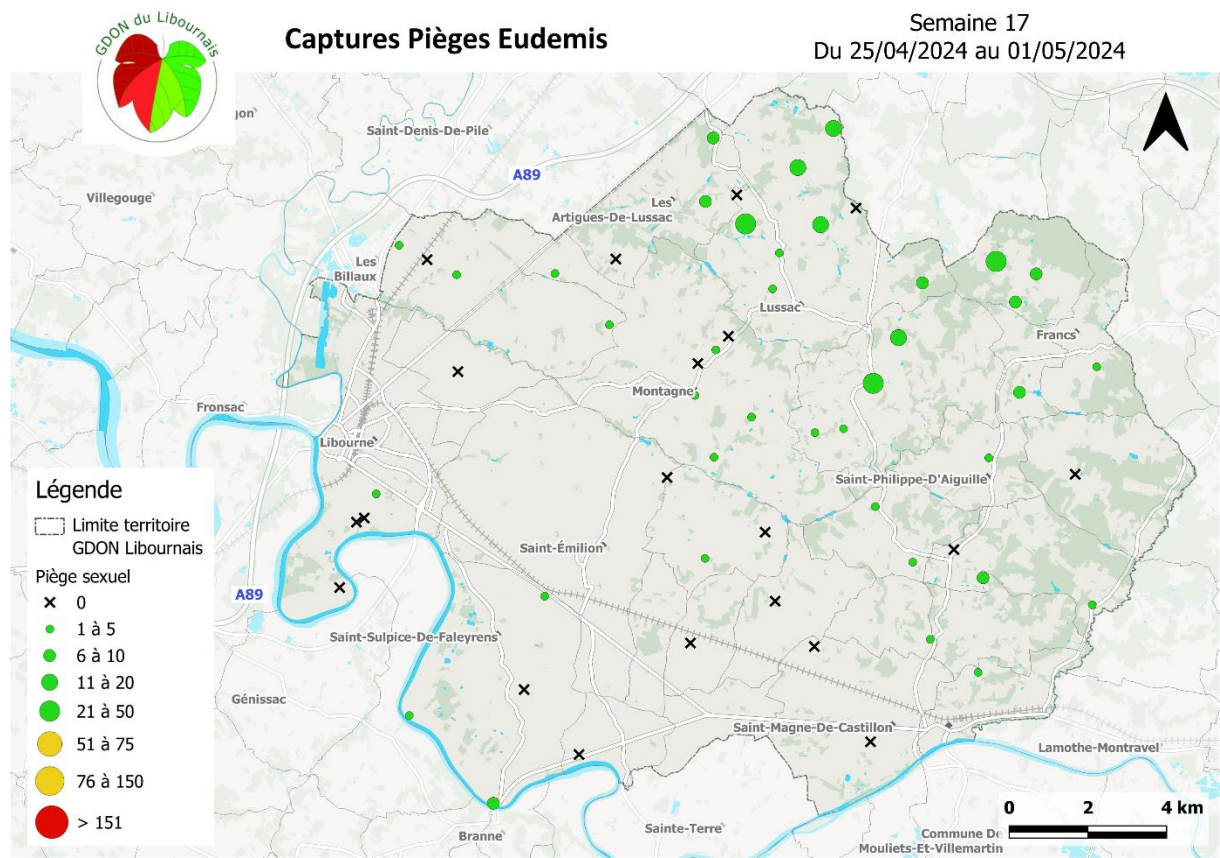 GDON du Libournais
Captures Pièges Eudemis
Semaine 17
Du 25/04/2024 au 01/05/2024
Saint-Denis-De-Pile
A89
Villegouge
Les
Artigues-De-Lussac
Les
Billaux
Lussac
Francs
Montagne
Fronsac
Libourne
Saint-Philippe-D'Aiguille
Saint-Émilion
A89
Saint-Sulpice-De-Faleyrens
Génissac
Saint-Magne-De-Castillon
Lamothe-Montravel
Branne
Sainte-Terre
Commune De
Mouliets-Et-Villemartin
Légende
Limite territoire
GDON Libournais
Piège sexuel
0
1 à 5
6 à 10
11 à 20
21 à 50
51 à 75
76 à 150
> 151
0 2 4 km